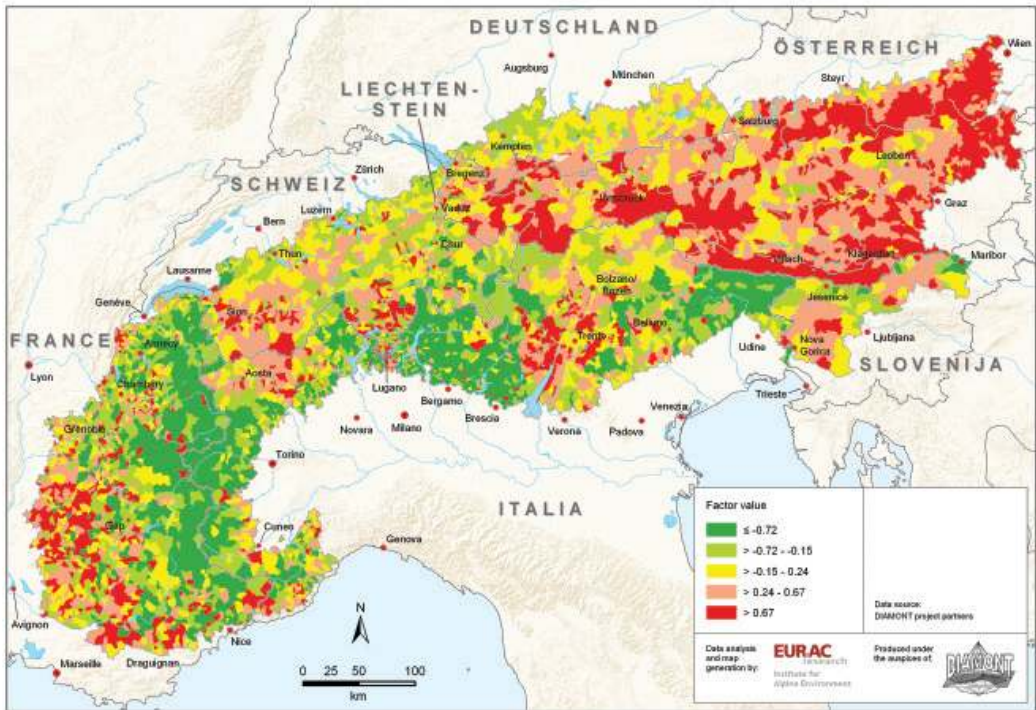 DEUTSCHLAND
ÖSTERREICH
Wien
Augsburg
München
Steyr
LIECHTEN-
STEIN
Salzburg
Kempten
Leoben
Bregenz
Zürich
SCHWEIZ
Innsbruck
Graz
Luzern
Vaduz
Bern
Chur
Thun
Villach
Klagenfurt
Maribor
Lausanne
Bolzano/
Bozen
Jesenice
Genéve
Sion
Belluno
FRANCE
Annecy
Trento
Udine
Nova
Gorica
Ljubljana
SLOVENIJA
Lyon
Chambéry
Aosta
Lugano
Bergamo
Trieste
Brescia
Venezia
Grenoble
Novara
Milano
Verona
Padova
Torino
ITALIA
Gap
Cuneo
Genova
Avignon
Nice
Marseille
Draguignan
N
0 25 50 100
km
Factor value
≤ -0.72
> -0.72 - -0.15
> -0.15 - 0.24
> 0.24 - 0.67
> 0.67
Data source:
DIAMONT project partners
Data analysis
and map
generation by:
EURAC
research
Institute for
Alpine Environment
Produced under
the auspices of:
DIAMONT